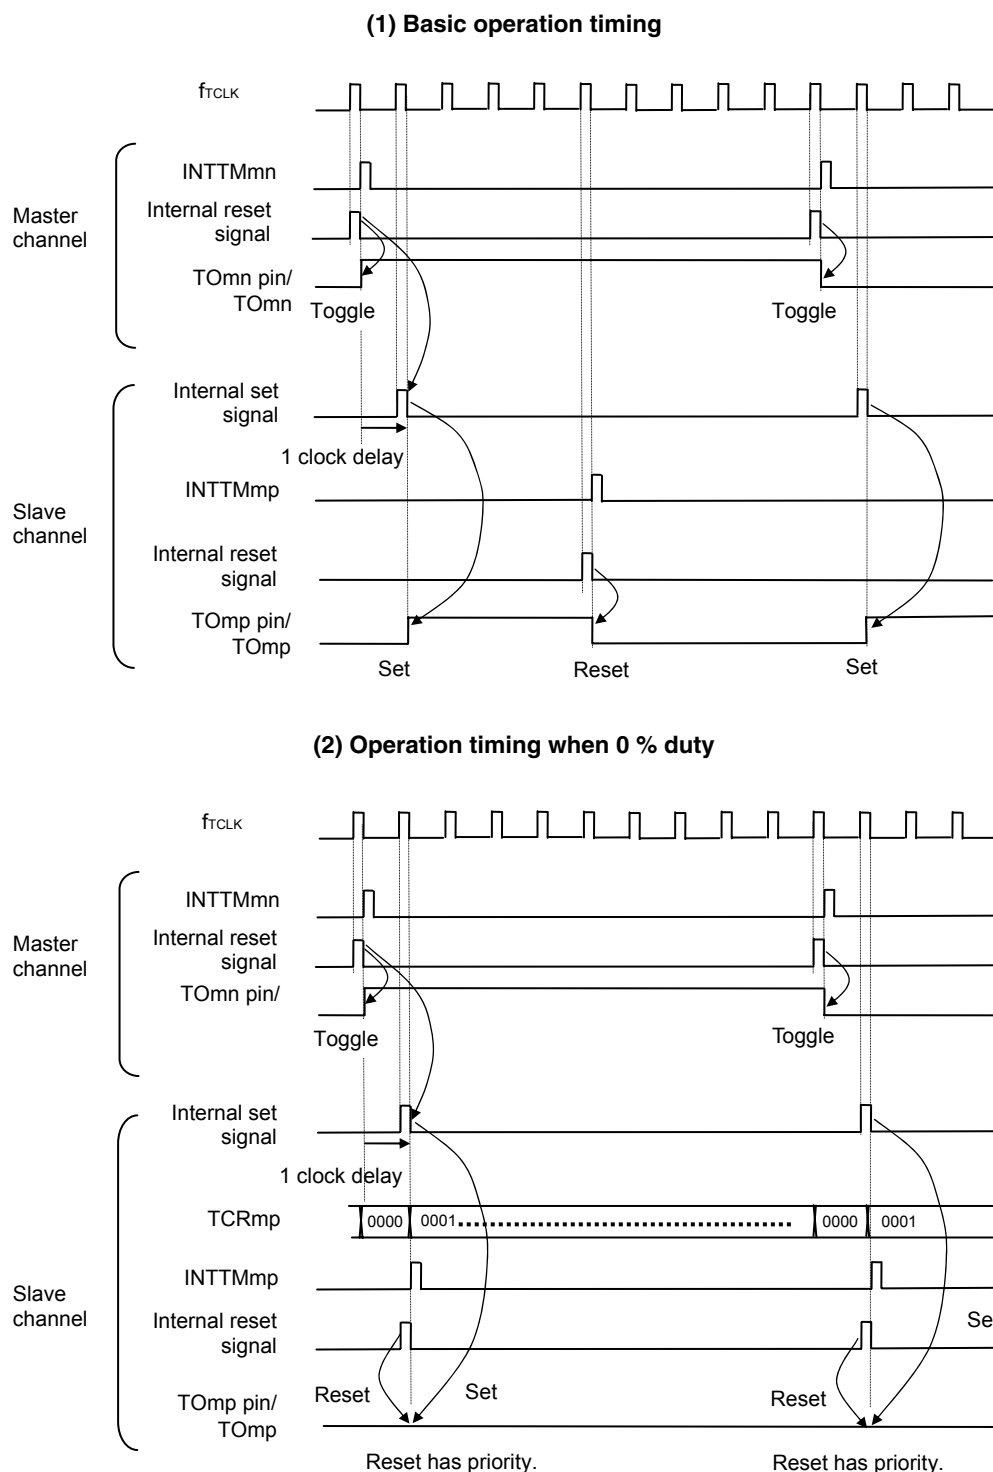 (1) Basic operation timing
fTCLK
Master
channel
INTTMmn
Internal reset
signal
TOmn pin/
TOmn
Toggle
Toggle
Slave
channel
Internal set
signal
1 clock delay
INTTMmp
Internal reset
signal
TOmp pin/
TOmp
Set
Reset
Set
(2) Operation timing when 0 % duty
fTCLK
Master
channel
INTTMmn
Internal reset
signal
TOmn pin/
Toggle
Toggle
Slave
channel
Internal set
signal
1 clock delay
TCRmp
0000
0001
0000
0001
INTTMmp
Internal reset
signal
Se
Reset
Set
Reset
TOmp pin/
TOmp
Reset has priority.
Reset has priority.